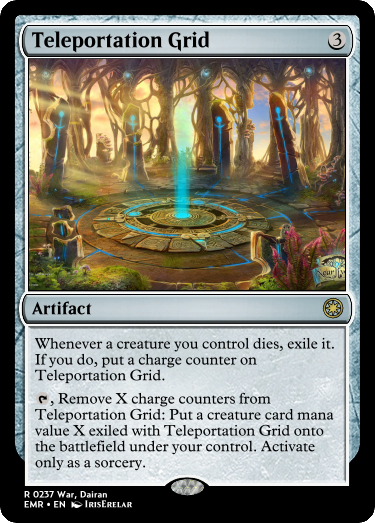 Teleportation Grid 3
Artifact
Whenever a creature you control dies, exile it.
If you do, put a charge counter on
Teleportation Grid.
, Remove X charge counters from
Teleportation Grid: Put a creature card mana
value X exiled with Teleportation Grid onto
the battlefield under your control. Activate
only as a sorcery.
R 0237 War, Dairan
EMR • EN IrisErelar